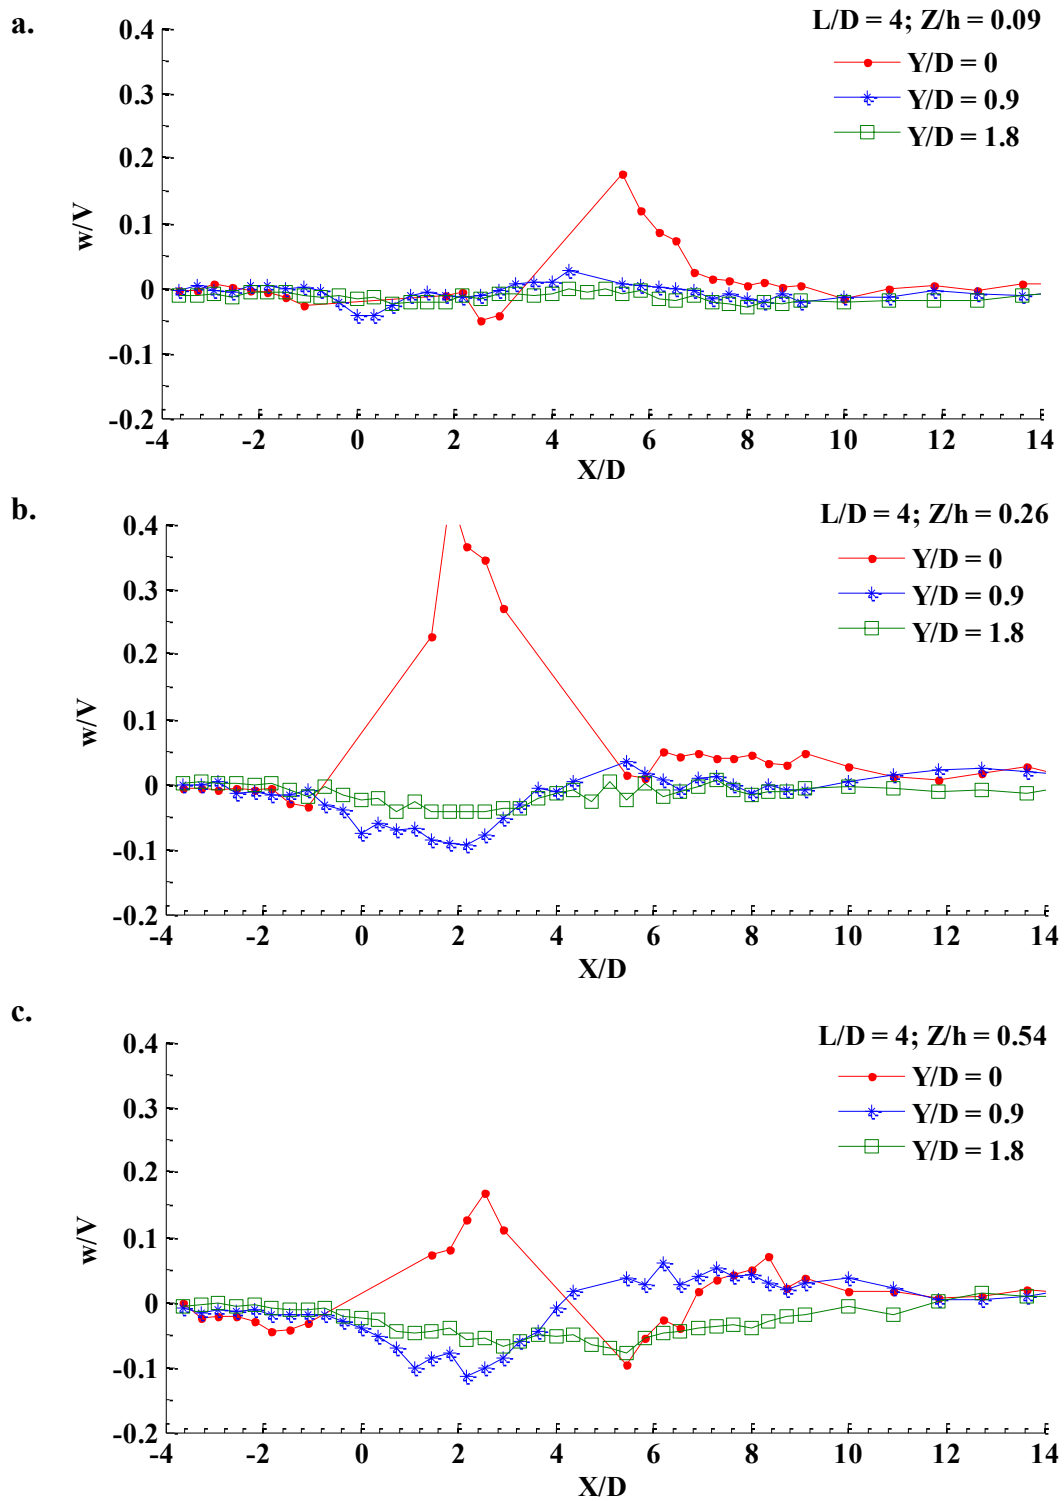 a.
L/D = 4; Z/h = 0.09
Y/D = 0
Y/D = 0.9
Y/D = 1.8
0.4
0.3
0.2
0.1
0
-0.1
-0.2
w/V
-4 -2 0 2 4 6 8 10 12 14
X/D
b.
L/D = 4; Z/h = 0.26
Y/D = 0
Y/D = 0.9
Y/D = 1.8
0.4
0.3
0.2
0.1
0
-0.1
-0.2
w/V
-4 -2 0 2 4 6 8 10 12 14
X/D
c.
L/D = 4; Z/h = 0.54
Y/D = 0
Y/D = 0.9
Y/D = 1.8
0.4
0.3
0.2
0.1
0
-0.1
-0.2
w/V
-4 -2 0 2 4 6 8 10 12 14
X/D